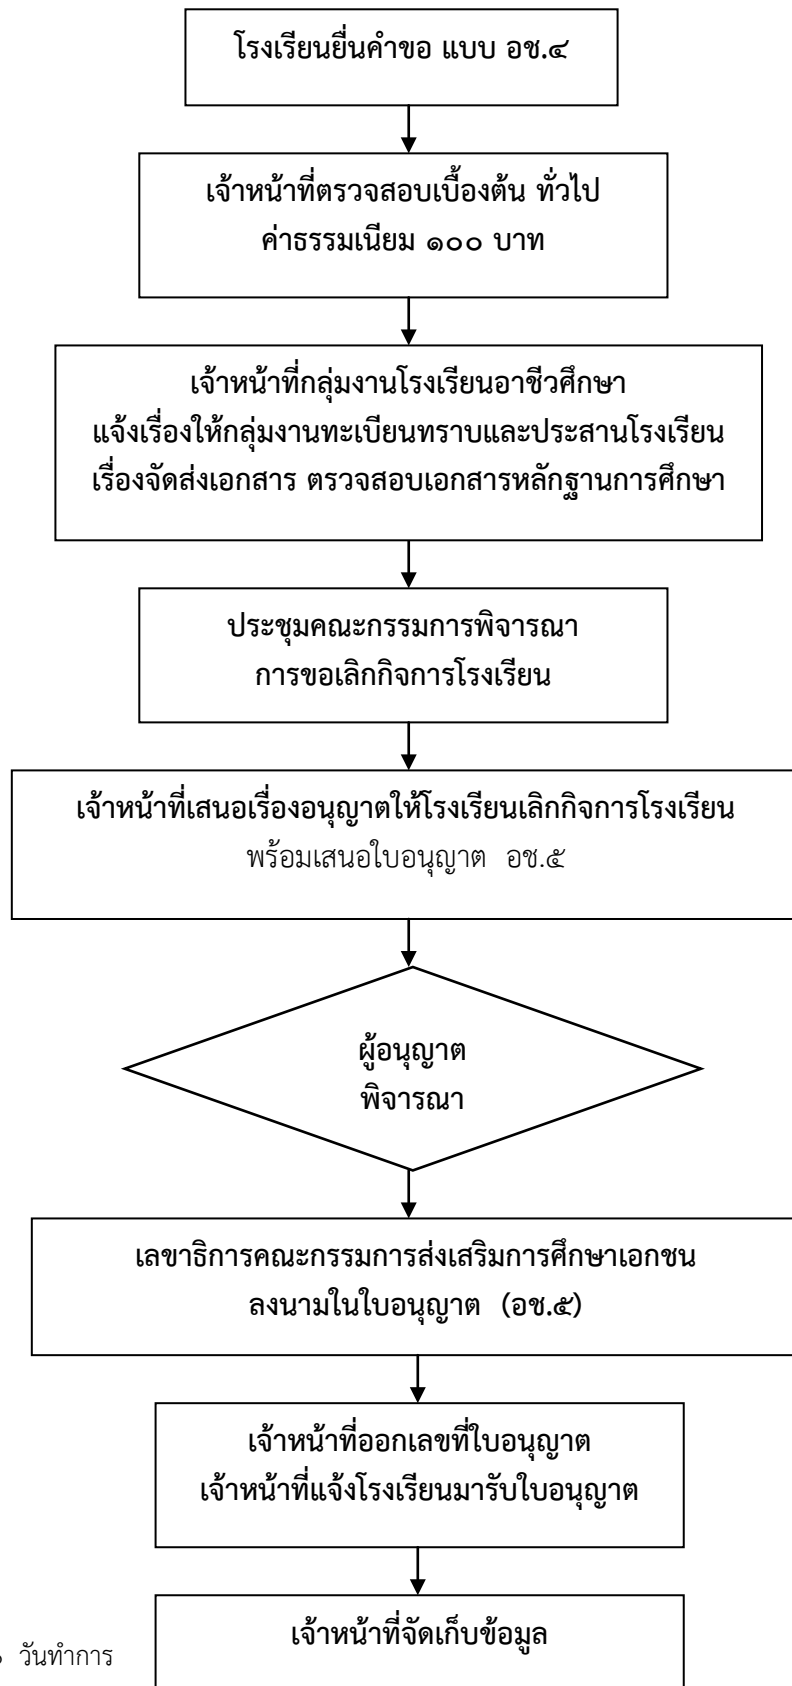 โรงเรียนยื่นคำขอ แบบ อช.๔
เจ้าหน้าที่ตรวจสอบเบื้องต้น ทั่วไป
ค่าธรรมเนียม ๑๐๐ บาท
เจ้าหน้าที่กลุ่มงานโรงเรียนอาชีวศึกษา
แจ้งเรื่องให้กลุ่มงานทะเบียนทราบและประสานโรงเรียน
เรื่องจัดส่งเอกสาร ตรวจสอบเอกสารหลักฐานการศึกษา
ประชุมคณะกรรมการพิจารณา
การขอเลิกกิจการโรงเรียน
เจ้าหน้าที่เสนอเรื่องอนุญาตให้โรงเรียนเลิกกิจการโรงเรียน
พร้อมเสนอใบอนุญาต อช.๕
ผู้อนุญาต
พิจารณา
เลขาธิการคณะกรรมการส่งเสริมการศึกษาเอกชน
ลงนามในใบอนุญาต (อช.๕)
เจ้าหน้าที่ออกเลขที่ใบอนุญาต
เจ้าหน้าที่แจ้งโรงเรียนมารับใบอนุญาต
เจ้าหน้าที่จัดเก็บข้อมูล
วันทำการ